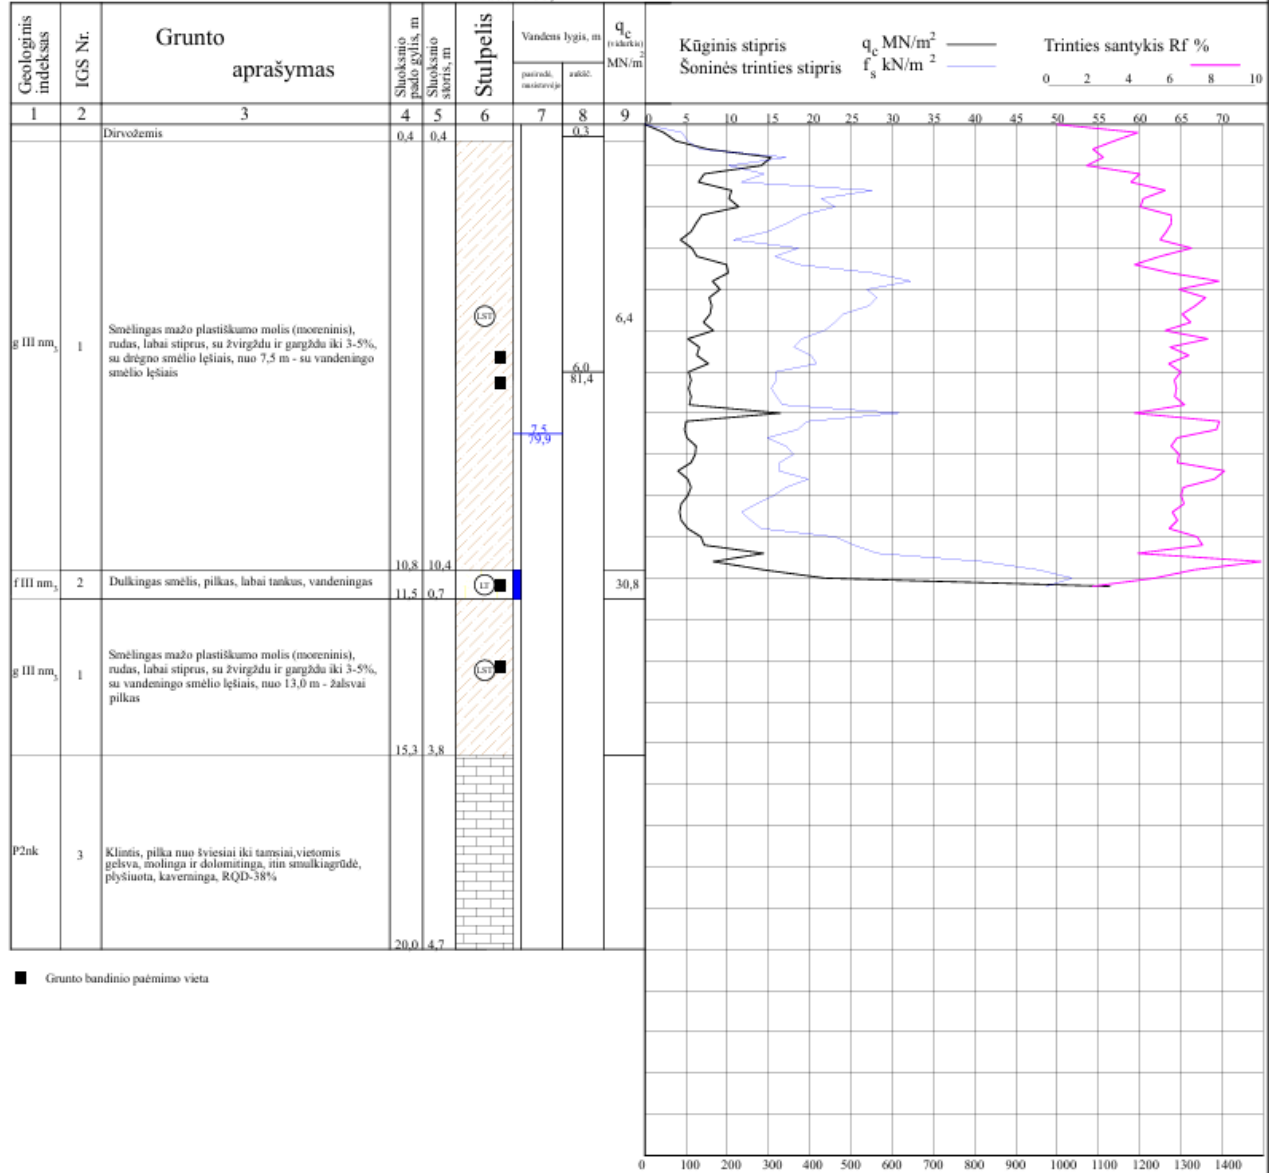 Geologinis indeksas
IGS Nr.
Grunto
aprašymas
Sluoksnio pado gylis, m
Sluoksnio storis, m
Stulpelis
Vandens lygis, m
pasirodė, nusistovėjo
aukšč.
qc
(vidurkis)
MN/m2
Kūginis stipris qc MN/m2
Šoninės trinties stipris fs kN/m 2
Trinties santykis Rf %
0 2 4 6 8 10
1 2 3 4 5 6 7 8 9
0 5 10 15 20 25 30 35 40 45 50 55 60 65 70
Dirvožemis
0,4 0,4
0,3
g III nm3
1
Smėlingas mažo plastiškumo molis (moreninis),
rudas, labai stiprus, su žvirgždu ir gargždu iki 3-5%,
su drėgno smėlio lęšiais, nuo 7,5 m - su vandeningo
smėlio lęšiais
LST
6,4
6,0
81,4
7,5
79,9
10,8 10,4
f III nm3
2
Dulkingas smėlis, pilkas, labai tankus, vandeningas
11,5 0,7
LT
30,8
g III nm3
1
Smėlingas mažo plastiškumo molis (moreninis),
rudas, labai stiprus, su žvirgždu ir gargždu iki 3-5%,
su vandeningo smėlio lęšiais, nuo 13,0 m - žalsvai
pilkas
LST
15,3 3,8
P2nk
3
Klintis, pilka nuo šviesiai iki tamsiai,vietomis
gelsva, molinga ir dolomitinga, itin smulkiagrūdė,
plyšiuota, kaverninga, RQD-38%
20,0 4,7
Grunto bandinio paėmimo vieta
0 100 200 300 400 500 600 700 800 900 1000 1100 1200 1300 1400